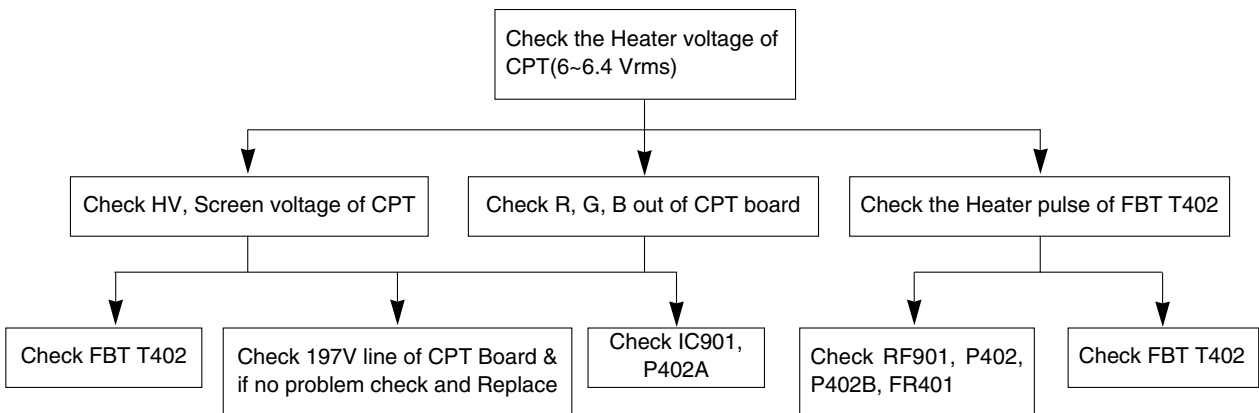 Check the Heater voltage of
CPT(6~6.4 Vrms)
Check HV, Screen voltage of CPT
Check R, G, B out of CPT board
Check the Heater pulse of FBT T402
Check FBT T402
Check 197V line of CPT Board &
if no problem check and Replace
Check IC901,
P402A
Check RF901, P402,
P402B, FR401
Check FBT T402